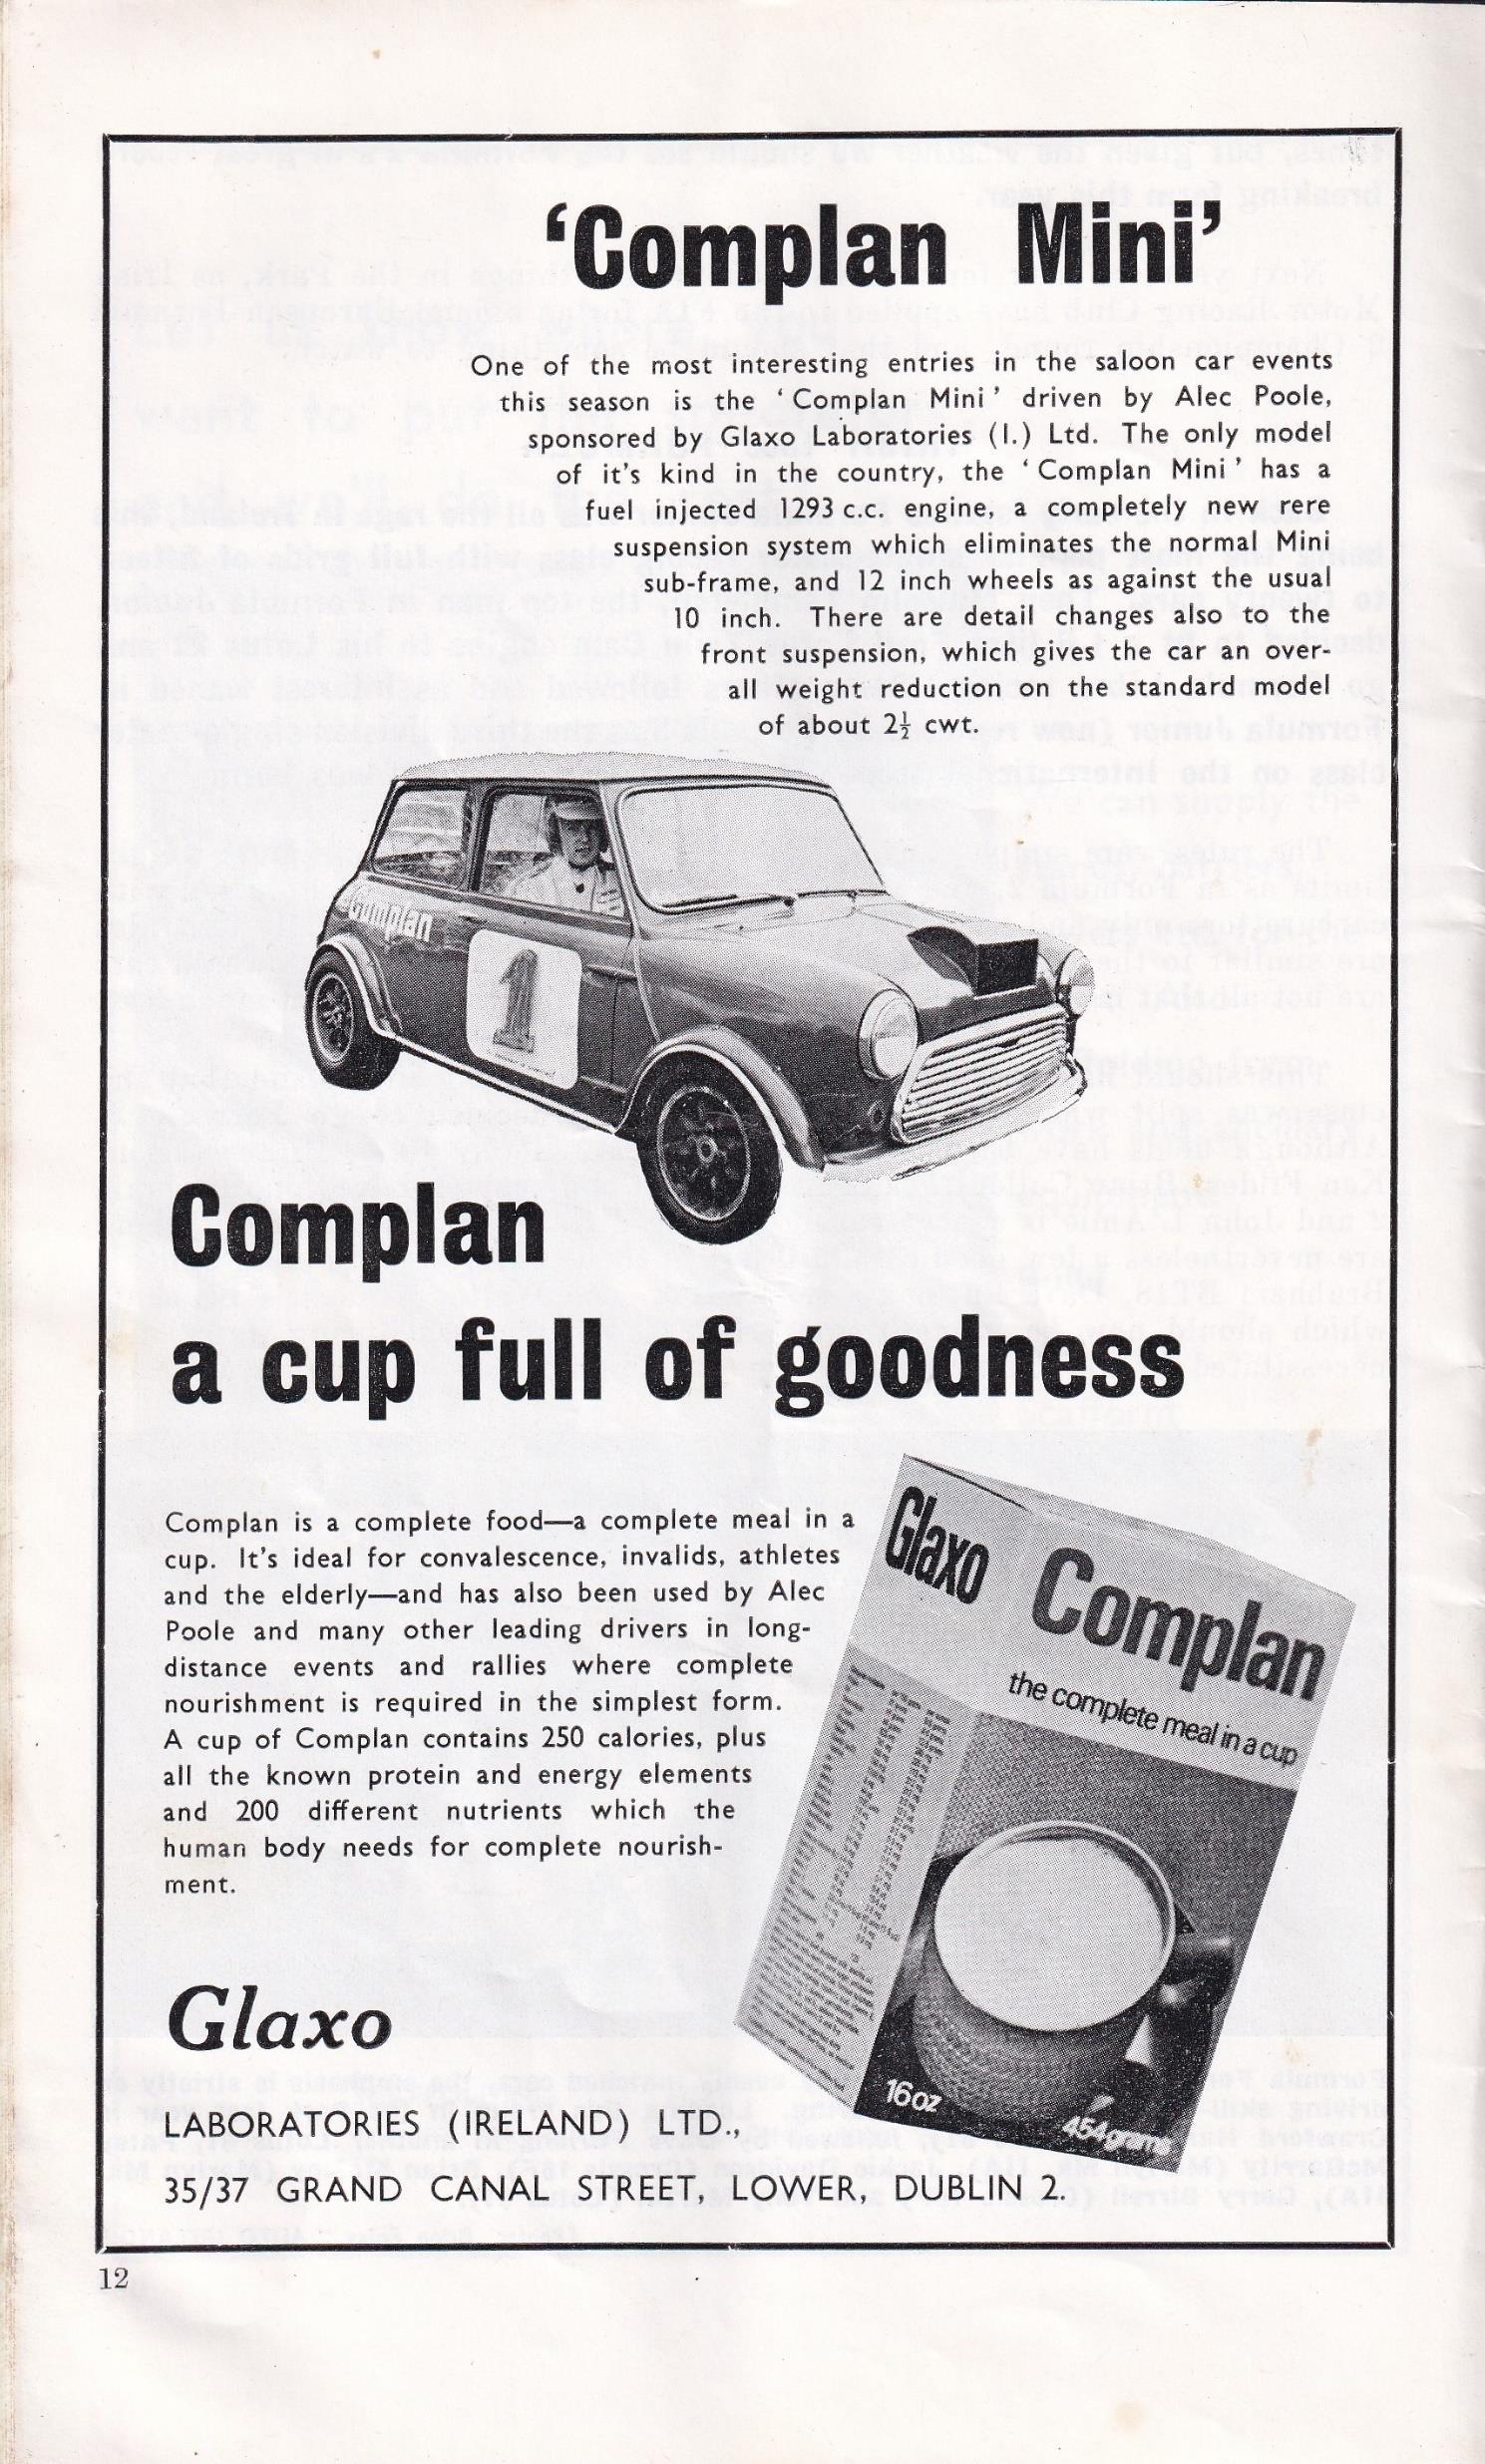 ‘Complan Mini’
One of the most interesting entries in the saloon car events
this season is the ‘Complan Mini’ driven by Alec Poole,
sponsored by Glaxo Laboratories (I.) Ltd. The only model
of it's kind in the country, the ‘Complan Mini’ has a
fuel injected 1293 c.c. engine, a completely new rere
suspension system which eliminates the normal Mini
sub-frame, and 12 inch wheels as against the usual
10 inch. There are detail changes also to the
front suspension, which gives the car an over-
all weight reduction on the standard model
of about 2½ cwt.
Complan
1
Complan
a cup full of goodness
Complan is a complete food—a complete meal in a
cup. It's ideal for convalescence, invalids, athletes
and the elderly—and has also been used by Alec
Poole and many other leading drivers in long-
distance events and rallies where complete
nourishment is required in the simplest form.
A cup of Complan contains 250 calories, plus
all the known protein and energy elements
and 200 different nutrients which the
human body needs for complete nourish-
ment.
Glaxo Complan
the complete meal in a cup
16oz 454grams
Glaxo
LABORATORIES (IRELAND) LTD.,
35/37 GRAND CANAL STREET, LOWER, DUBLIN 2.
12